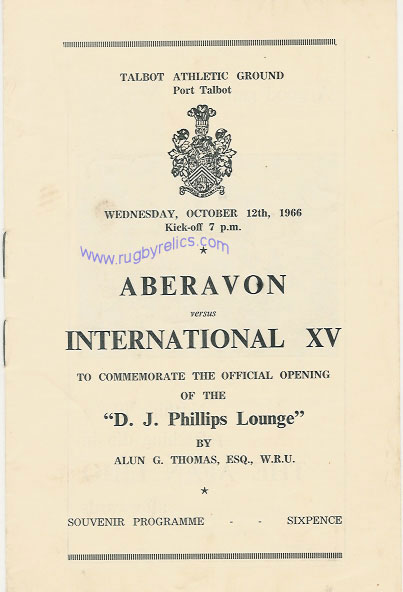 TALBOT ATHLETIC GROUND
Port Talbot
WEDNESDAY, OCTOBER 12th, 1966
Kick-off 7 p.m.
www.rugbyrelics.com
ABERAVON
versus
INTERNATIONAL XV
TO COMMEMORATE THE OFFICIAL OPENING
OF THE
“D. J. Phillips Lounge”
BY
ALUN G. THOMAS, ESQ., W.R.U.
SOUVENIR PROGRAMME - - SIXPENCE